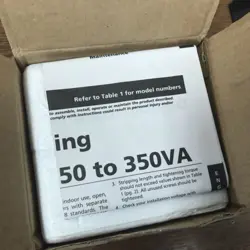 Maintenance
Refer to Table 1 for model numbers
to assemble, install, operate or maintain the product described
comply with instructions could result in personal injury and/or
ing
50 to 350VA
indoor use, open,
ers with separate
standards. The
3. Stripping length and tightening torque
should not exceed values shown in Table
1 (pg. 2). All unused screws should be
tightened.
4. Check your installation
E
N